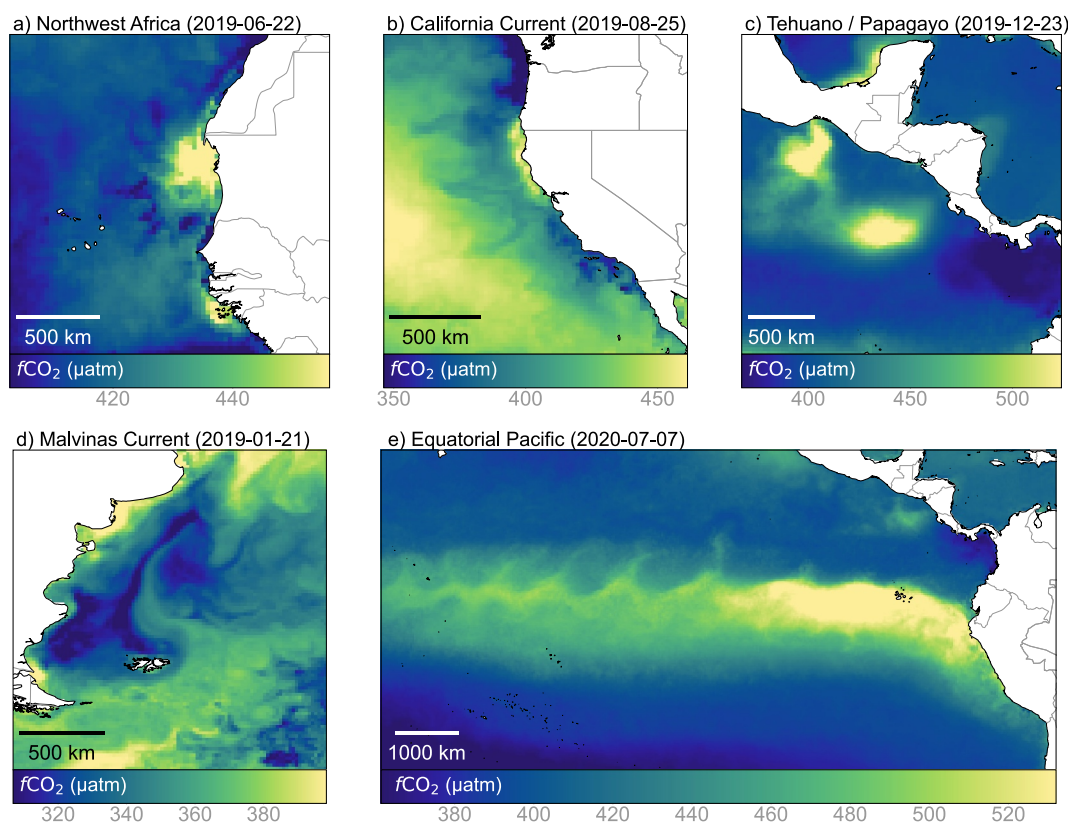 a) Northwest Africa (2019-06-22)
b) California Current (2019-08-25)
c) Tehuano / Papagayo (2019-12-23)
500 km
500 km
500 km
fCO₂ (µatm)
fCO₂ (µatm)
fCO₂ (µatm)
420 440
350 400 450
400 450 500
d) Malvinas Current (2019-01-21)
e) Equatorial Pacific (2020-07-07)
500 km
1000 km
fCO₂ (µatm)
fCO₂ (µatm)
320 340 360 380
380 400 420 440 460 480 500 520